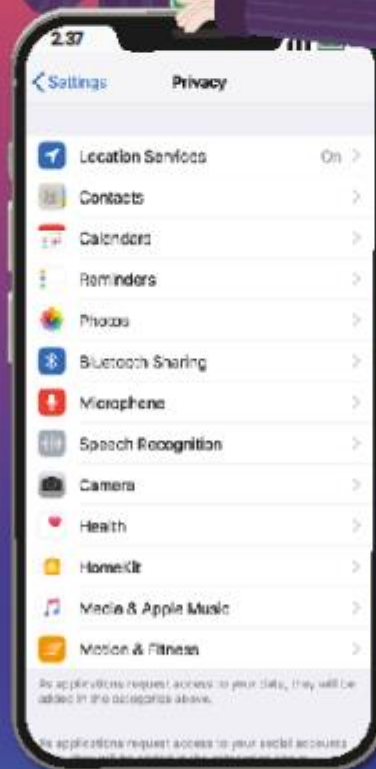 2.37
Settings
Privacy
Location Services
On
Contacts
Calendars
Reminders
Photos
Bluetooth Sharing
Microphone
Speech Recognition
Camera
Health
HomeKit
Media & Apple Music
Motion & Fitness
As applications request access to your data, they will be
added in the categories above.
As applications request access to your social accounts